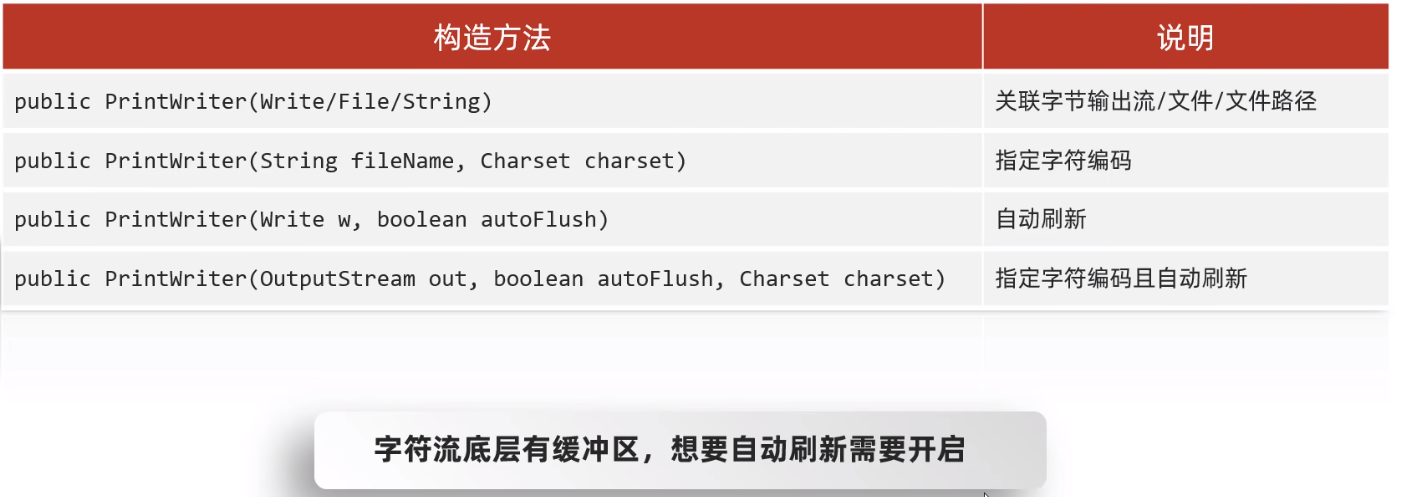 构造方法 说明
public PrintWriter(Write/File/String) 关联字节输出流/文件/文件路径
public PrintWriter(String fileName, Charset charset) 指定字符编码
public PrintWriter(Write w, boolean autoFlush) 自动刷新
public PrintWriter(OutputStream out, boolean autoFlush, Charset charset) 指定字符编码且自动刷新
字符流底层有缓冲区，想要自动刷新需要开启